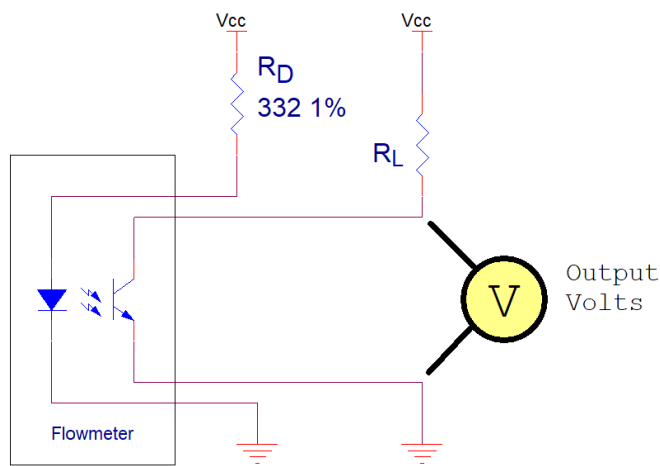 Vcc
Vcc
RD
332 1%
RL
V
Output
Volts
Flowmeter